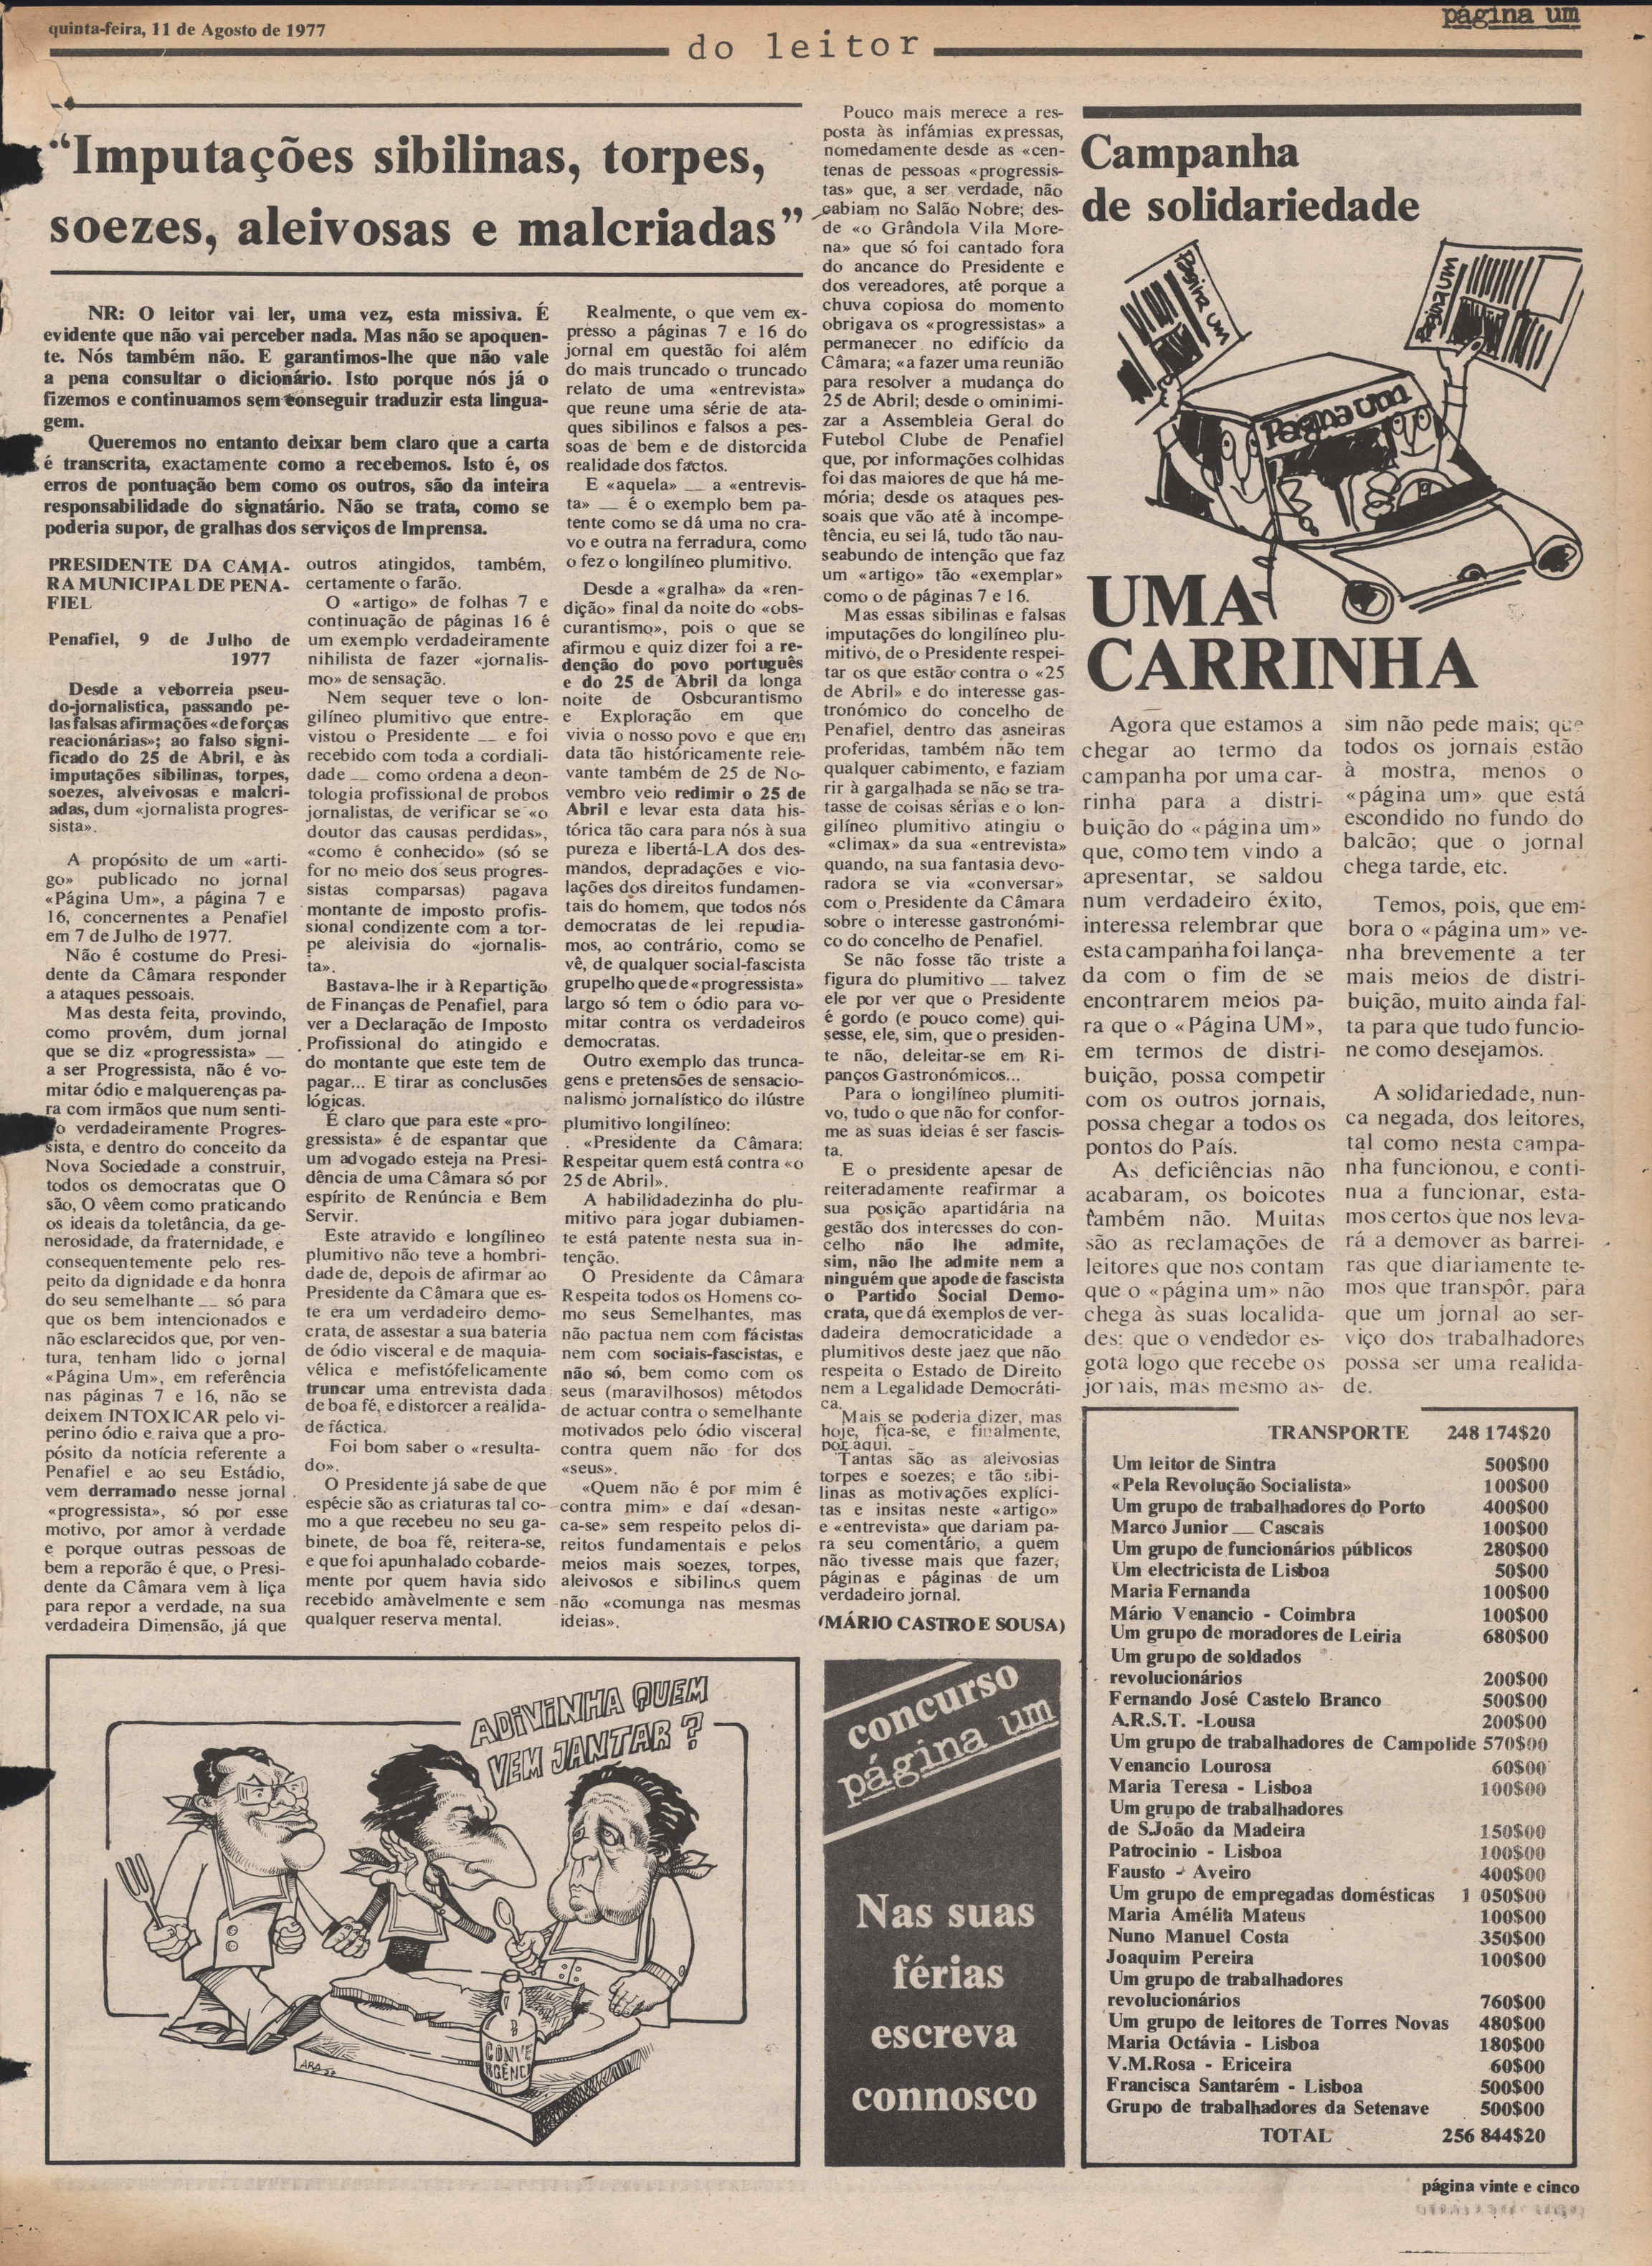 quinta-feira, 11 de Agosto de 1977
do leitor
página um
“Imputações sibilinas, torpes,
soezes, aleivosas e malcriadas”
NR: O leitor vai ler, uma vez, esta missiva. É
evidente que não vai perceber nada. Mas não se apoquen-
te. Nós também não. E garantimos-lhe que não vale
a pena consultar o dicionário. Isto porque nós já o
fizemos e continuamos sem conseguir traduzir esta lingua-
gem.
Queremos no entanto deixar bem claro que a carta
é transcrita, exactamente como a recebemos. Isto é, os
erros de pontuação bem como os outros, são da inteira
responsabilidade do signatário. Não se trata, como se
poderia supor, de gralhas dos serviços de Imprensa.
PRESIDENTE DA CAMA-
RA MUNICIPAL DE PENA-
FIEL
Penafiel, 9 de Julho de
1977
Desde a veborreia pseu-
do-jornalistica, passando pe-
las falsas afirmações «de forças
reacionárias»; ao falso signi-
ficado do 25 de Abril, e às
imputações sibilinas, torpes,
soezes, alveivosas e malcri-
adas, dum «jornalista progres-
sista».
A propósito de um «arti-
go» publicado no jornal
«Página Um», a página 7 e
16, concernentes a Penafiel
em 7 de Julho de 1977.
Não é costume do Presi-
dente da Câmara responder
a ataques pessoais.
Mas desta feita, provindo,
como provém, dum jornal
que se diz «progressista» __
a ser Progressista, não é vo-
mitar ódio e malquerenças pa-
ra com irmãos que num senti-
o verdadeiramente Progres-
sista, e dentro do conceito da
Nova Sociedade a construir,
todos os democratas que O
são, O vêem como praticando
os ideais da toletância, da ge-
nerosidade, da fraternidade, e
consequentemente pelo res-
peito da dignidade e da honra
do seu semelhante __ só para
que os bem intencionados e
não esclarecidos que, por ven-
tura, tenham lido o jornal
«Página Um», em referência
nas páginas 7 e 16, não se
deixem INTOXICAR pelo vi-
perino ódio e raiva que a pro-
pósito da notícia referente a
Penafiel e ao seu Estádio,
vem derramado nesse jornal
«progressista», só por esse
motivo, por amor à verdade
e porque outras pessoas de
bem a reporão é que, o Presi-
dente da Câmara vem à liça
para repor a verdade, na sua
verdadeira Dimensão, já que
outros atingidos, também,
certamente o farão.
O «artigo» de folhas 7 e
continuação de páginas 16 é
um exemplo verdadeiramente
nihilista de fazer «jornalis-
mo» de sensação.
Nem sequer teve o lon-
gilíneo plumitivo que entre-
vistou o Presidente __ e foi
recebido com toda a cordiali-
dade __ como ordena a deon-
tologia profissional de probos
jornalistas, de verificar se «o
doutor das causas perdidas»,
«como é conhecido» (só se
for no meio dos seus progres-
sistas comparsas) pagava
montante de imposto profis-
sional condizente com a tor-
pe aleivisia do «jornalis-
ta».
Bastava-lhe ir à Repartição
de Finanças de Penafiel, para
ver a Declaração de Imposto
Profissional do atingido e
do montante que este tem de
pagar... E tirar as conclusões
lógicas.
É claro que para este «pro-
gressista» é de espantar que
um advogado esteja na Presi-
dência de uma Câmara só por
espírito de Renúncia e Bem
Servir.
Este atravido e longílineo
plumitivo não teve a hombri-
dade de, depois de afirmar ao
Presidente da Câmara que es-
te era um verdadeiro demo-
crata, de assestar a sua bateria
de ódio visceral e de maquia-
vélica e mefistófelicamente
truncar uma entrevista dada
de boa fé, e distorcer a realida-
de fáctica.
Foi bom saber o «resulta-
do».
O Presidente já sabe de que
espécie são as criaturas tal co-
mo a que recebeu no seu ga-
binete, de boa fé, reitera-se,
e que foi apunhalado cobarde-
mente por quem havia sido
recebido amàvelmente e sem
qualquer reserva mental.
Realmente, o que vem ex-
presso a páginas 7 e 16 do
jornal em questão foi além
do mais truncado o truncado
relato de uma «entrevista»
que reune uma série de ata-
ques sibilinos e falsos a pes-
soas de bem e de distorcida
realidade dos factos.
E «aquela» __ a «entrevis-
ta» __ é o exemplo bem pa-
tente como se dá uma no cra-
vo e outra na ferradura, como
o fez o longilíneo plumitivo.
Desde a «gralha» da «ren-
dição» final da noite do «obs-
curantismo», pois o que se
afirmou e quiz dizer foi a re-
denção do povo português
e do 25 de Abril da longa
noite de Osbcurantismo
e Exploração em que
vivia o nosso povo e que em
data tão históricamente rele-
vante também de 25 de No-
vembro veio redimir o 25 de
Abril e levar esta data his-
tórica tão cara para nós à sua
pureza e libertá-LA dos des-
mandos, depradações e vio-
lações dos direitos fundamen-
tais do homem, que todos nós
democratas de lei repudia-
mos, ao contrário, como se
vê, de qualquer social-fascista
grupelho que de «progressista»
largo só tem o ódio para vo-
mitar contra os verdadeiros
democratas.
Outro exemplo das trunca-
gens e pretensões de sensacio-
nalismo jornalístico do ilústre
plumitivo longilíneo:
«Presidente da Câmara:
Respeitar quem está contra «o
25 de Abril».
A habilidadezinha do plu-
mitivo para jogar dubiamen-
te está patente nesta sua in-
tenção.
O Presidente da Câmara
Respeita todos os Homens co-
mo seus Semelhantes, mas
não pactua nem com fácistas
nem com sociais-fascistas, e
não só, bem como com os
seus (maravilhosos) métodos
de actuar contra o semelhante
motivados pelo ódio visceral
contra quem não for dos
«seus».
«Quem não é por mim é
contra mim» e daí «desan-
ca-se» sem respeito pelos di-
reitos fundamentais e pelos
meios mais soezes, torpes,
aleivosos e sibilinos quem
não «comunga nas mesmas
ideias».
Pouco mais merece a res-
posta às infámias expressas,
nomedamente desde as «cen-
tenas de pessoas «progressis-
tas» que, a ser verdade, não
cabiam no Salão Nobre; des-
de «o Grândola Vila More-
na» que só foi cantado fora
do ancance do Presidente e
dos vereadores, até porque a
chuva copiosa do momento
obrigava os «progressistas» a
permanecer no edifício da
Câmara; «a fazer uma reunião
para resolver a mudança do
25 de Abril; desde o ominimi-
zar a Assembleia Geral do
Futebol Clube de Penafiel
que, por informações colhidas
foi das maiores de que há me-
mória; desde os ataques pes-
soais que vão até à incompe-
tência, eu sei lá, tudo tão nau-
seabundo de intenção que faz
um «artigo» tão «exemplar»
como o de páginas 7 e 16.
Mas essas sibilinas e falsas
imputações do longilíneo plu-
mitivo, de o Presidente respei-
tar os que estão contra o «25
de Abril» e do interesse gas-
tronómico do concelho de
Penafiel, dentro das asneiras
proferidas, também não tem
qualquer cabimento, e faziam
rir à gargalhada se não se tra-
tasse de coisas sérias e o lon-
gilíneo plumitivo atingiu o
«climax» da sua «entrevista»
quando, na sua fantasia devo-
radora se via «conversar»
com o Presidente da Câmara
sobre o interesse gastronómi-
co do concelho de Penafiel.
Se não fosse tão triste a
figura do plumitivo __ talvez
ele por ver que o Presidente
é gordo (e pouco come) qui-
sesse, ele, sim, que o presiden-
te não, deleitar-se em Ri-
panços Gastronómicos...
Para o longilíneo plumiti-
vo, tudo o que não for confor-
me as suas ideias é ser fascis-
ta.
E o presidente apesar de
reiteradamente reafirmar a
sua posição apartidária na
gestão dos interesses do con-
celho não lhe admite,
sim, não lhe admite nem a
ninguém que apode de fascista
o Partido Social Demo-
crata, que dá exemplos de ver-
dadeira democraticidade a
plumitivos deste jaez que não
respeita o Estado de Direito
nem a Legalidade Democráti-
ca.
Mais se poderia dizer, mas
hoje, fica-se, e finalmente,
por aqui.
Tantas são as aleivosias
torpes e soezes; e tão sibi-
linas as motivações explíci-
tas e insitas neste «artigo»
e «entrevista» que dariam pa-
ra seu comentário, a quem
não tivesse mais que fazer,
páginas e páginas de um
verdadeiro jornal.
(MÁRIO CASTRO E SOUSA)
Campanha
de solidariedade
Página um
Página um
Página um
UMA
CARRINHA
Agora que estamos a
chegar ao termo da
campanha por uma car-
rinha para a distri-
buição do «página um»
que, como tem vindo a
apresentar, se saldou
num verdadeiro éxito,
interessa relembrar que
esta campanha foi lança-
da com o fim de se
encontrarem meios pa-
ra que o «Página UM»,
em termos de distri-
buição, possa competir
com os outros jornais,
possa chegar a todos os
pontos do País.
As deficiências não
acabaram, os boicotes
também não. Muitas
são as reclamações de
leitores que nos contam
que o «página um» não
chega às suas localida-
des: que o vendedor es-
gota logo que recebe os
jornais, mas mesmo as-
sim não pede mais; que
todos os jornais estão
à mostra, menos o
«página um» que está
escondido no fundo do
balcão; que o jornal
chega tarde, etc.
Temos, pois, que em-
bora o «página um» ve-
nha brevemente a ter
mais meios de distri-
buição, muito ainda fal-
ta para que tudo funcio-
ne como desejamos.
A solidariedade, nun-
ca negada, dos leitores,
tal como nesta campa-
nha funcionou, e conti-
nua a funcionar, esta-
mos certos que nos leva-
rá a demover as barrei-
ras que diariamente te-
mos que transpôr, para
que um jornal ao ser-
viço dos trabalhadores
possa ser uma realida-
de.
TRANSPORTE 248 174$20
Um leitor de Sintra 500$00
«Pela Revolução Socialista» 100$00
Um grupo de trabalhadores do Porto 400$00
Marco Junior __ Cascais 100$00
Um grupo de funcionários públicos 280$00
Um electricista de Lisboa 50$00
Maria Fernanda 100$00
Mário Venancio - Coimbra 100$00
Um grupo de moradores de Leiria 680$00
Um grupo de soldados
revolucionários 200$00
Fernando José Castelo Branco 500$00
A.R.S.T. -Lousa 200$00
Um grupo de trabalhadores de Campolide 570$00
Venancio Lourosa 60$00
Maria Teresa - Lisboa 100$00
Um grupo de trabalhadores
de S.João da Madeira 150$00
Patrocinio - Lisboa 100$00
Fausto - Aveiro 400$00
Um grupo de empregadas domésticas 1 050$00
Maria Amélia Mateus 100$00
Nuno Manuel Costa 350$00
Joaquim Pereira 100$00
Um grupo de trabalhadores
revolucionários 760$00
Um grupo de leitores de Torres Novas 480$00
Maria Octávia - Lisboa 180$00
V.M.Rosa - Ericeira 60$00
Francisca Santarém - Lisboa 500$00
Grupo de trabalhadores da Setenave 500$00
TOTAL 256 844$20
ADIVINHA QUEM
VEM JANTAR?
CONVE
RGÊNCI
concurso
página um
Nas suas
férias
escreva
connosco
página vinte e cinco